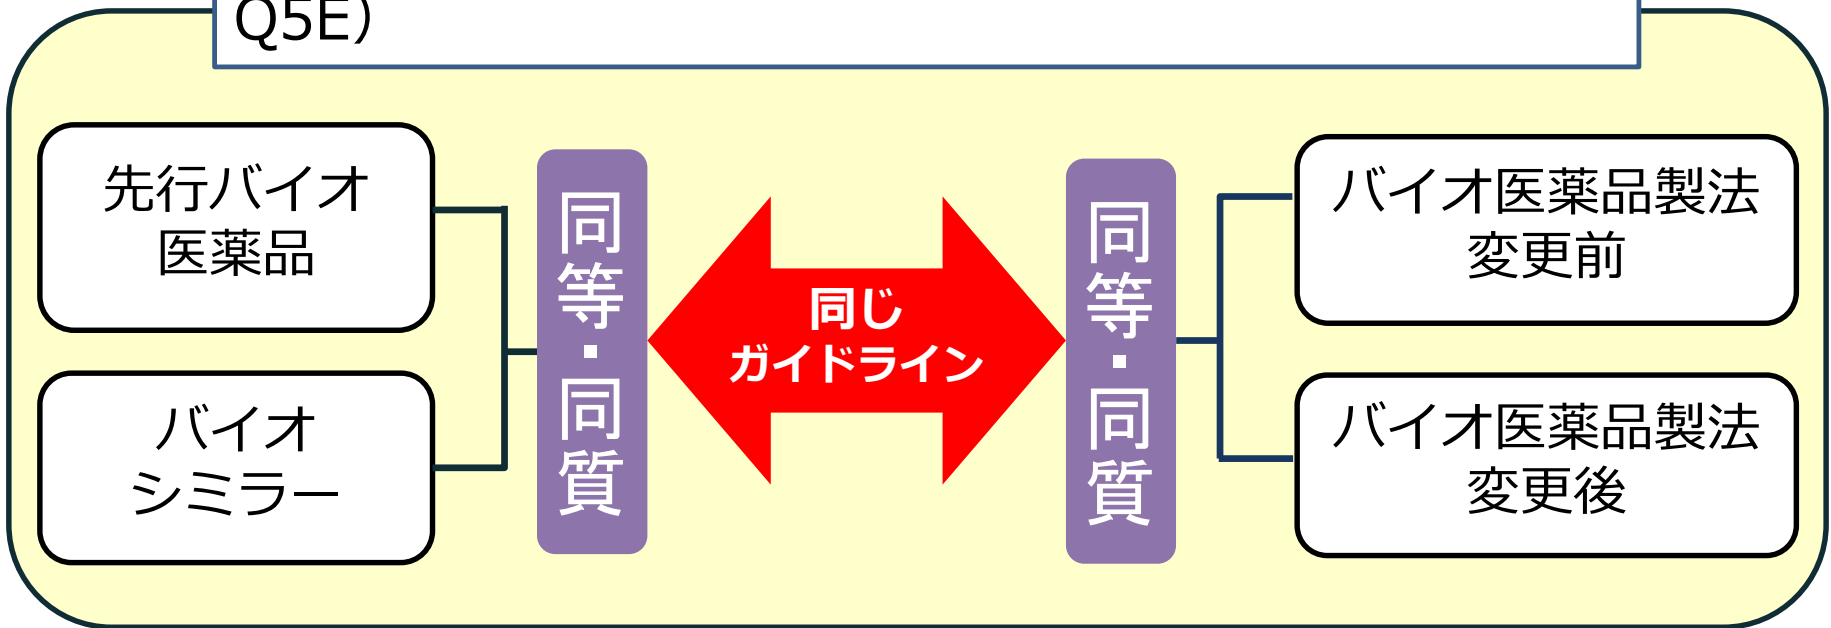 Q5E）
先行バイオ
医薬品
バイオ
シミラー
同等・同質
同じ
ガイドライン
同等・同質
バイオ医薬品製法
変更前
バイオ医薬品製法
変更後